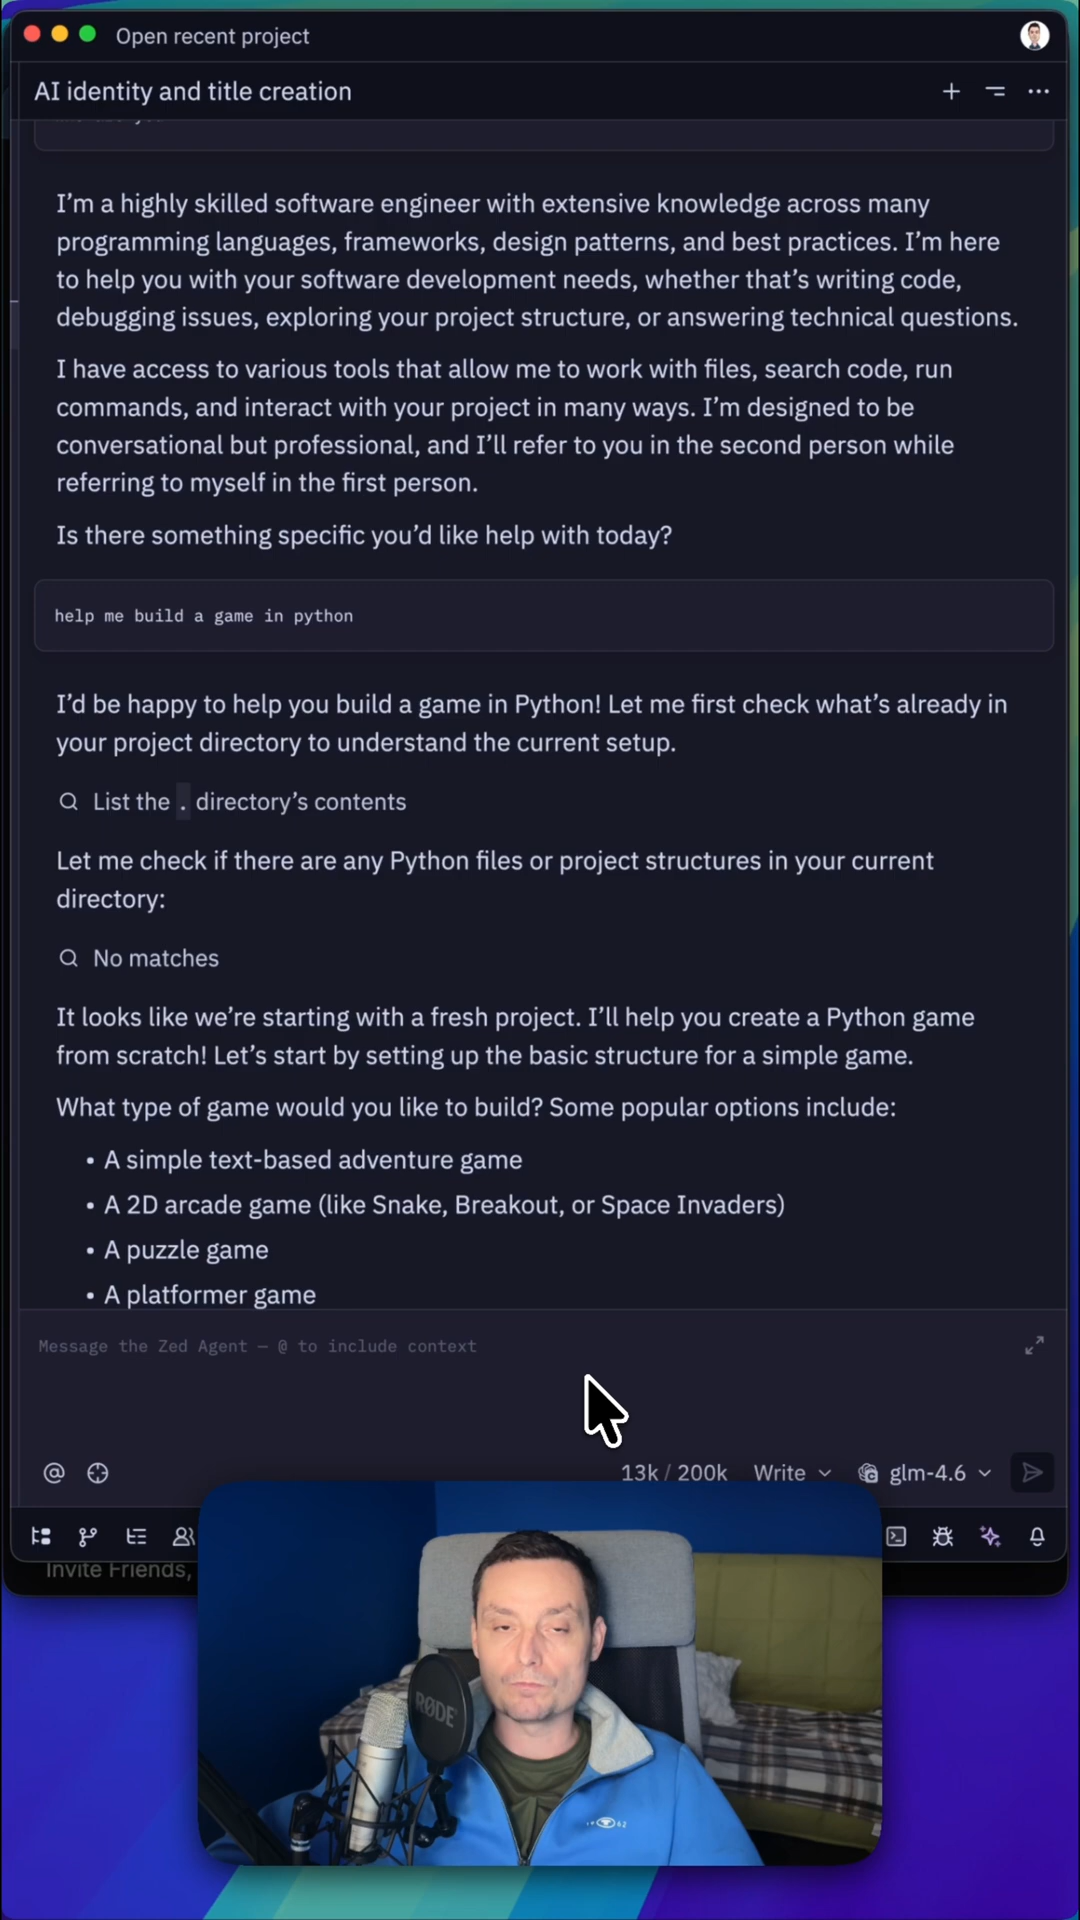 Open recent project
AI identity and title creation
I’m a highly skilled software engineer with extensive knowledge across many
programming languages, frameworks, design patterns, and best practices. I’m here
to help you with your software development needs, whether that’s writing code,
debugging issues, exploring your project structure, or answering technical questions.
I have access to various tools that allow me to work with files, search code, run
commands, and interact with your project in many ways. I’m designed to be
conversational but professional, and I’ll refer to you in the second person while
referring to myself in the first person.
Is there something specific you’d like help with today?
help me build a game in python
I’d be happy to help you build a game in Python! Let me first check what’s already in
your project directory to understand the current setup.
List the . directory’s contents
Let me check if there are any Python files or project structures in your current
directory:
No matches
It looks like we’re starting with a fresh project. I’ll help you create a Python game
from scratch! Let’s start by setting up the basic structure for a simple game.
What type of game would you like to build? Some popular options include:
• A simple text-based adventure game
• A 2D arcade game (like Snake, Breakout, or Space Invaders)
• A puzzle game
• A platformer game
Message the Zed Agent — @ to include context
13k / 200k Write glm-4.6
Invite Friends,
RØDE